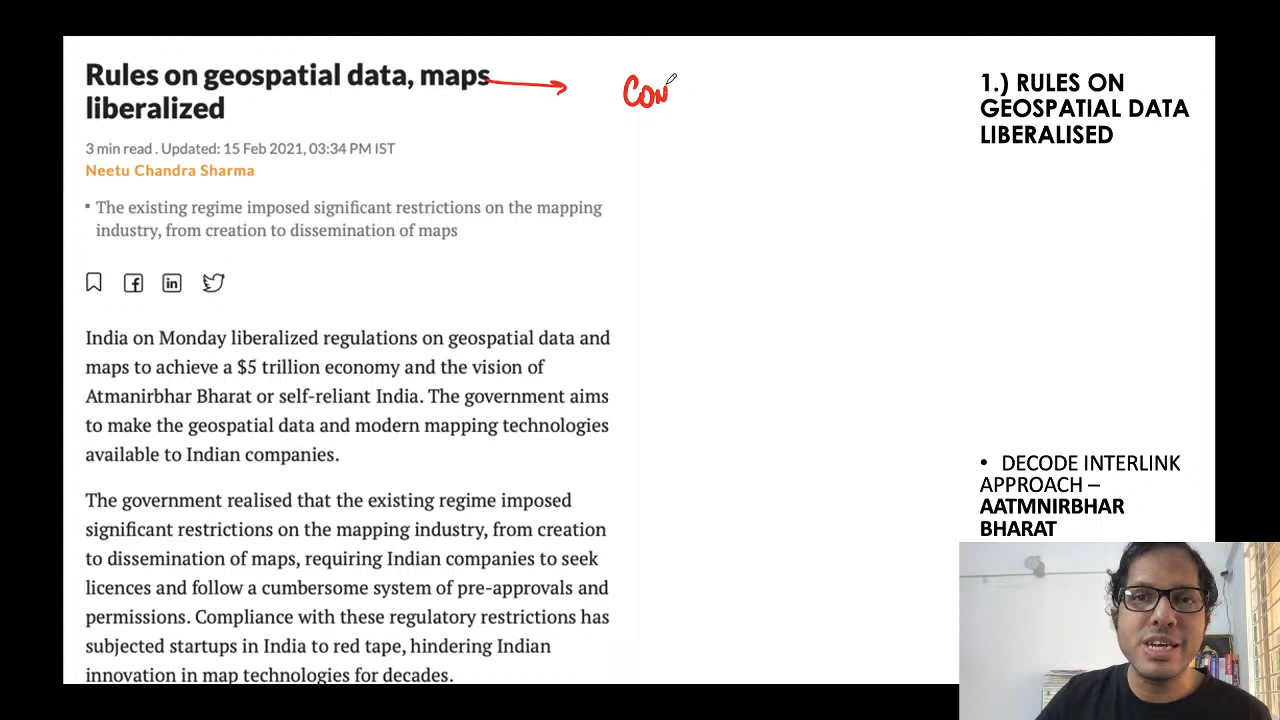 Rules on geospatial data, maps
liberalized
3 min read . Updated: 15 Feb 2021, 03:34 PM IST
Neetu Chandra Sharma
▪ The existing regime imposed significant restrictions on the mapping
industry, from creation to dissemination of maps
India on Monday liberalized regulations on geospatial data and
maps to achieve a $5 trillion economy and the vision of
Atmanirbhar Bharat or self-reliant India. The government aims
to make the geospatial data and modern mapping technologies
available to Indian companies.
The government realised that the existing regime imposed
significant restrictions on the mapping industry, from creation
to dissemination of maps, requiring Indian companies to seek
licences and follow a cumbersome system of pre-approvals and
permissions. Compliance with these regulatory restrictions has
subjected startups in India to red tape, hindering Indian
innovation in map technologies for decades.
CON
1.) RULES ON
GEOSPATIAL DATA
LIBERALISED
• DECODE INTERLINK
APPROACH –
AATMNIRBHAR
BHARAT